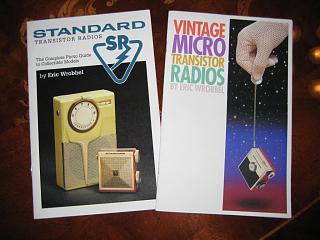 STANDARD
TRANSISTOR RADIOS
SR
The Complete Photo Guide
to Collectible Models
by Eric Wrobbel
VINTAGE
MICRO
TRANSISTOR
RADIOS
BY ERIC WROBBEL